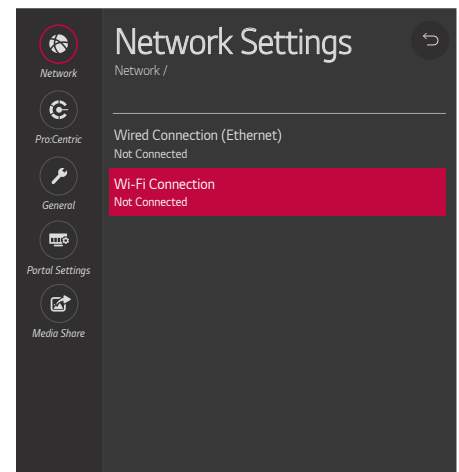 Network Settings
Network /
Network
Pro:Centric
General
Portal Settings
Media Share
Wired Connection (Ethernet)
Not Connected
Wi-Fi Connection
Not Connected